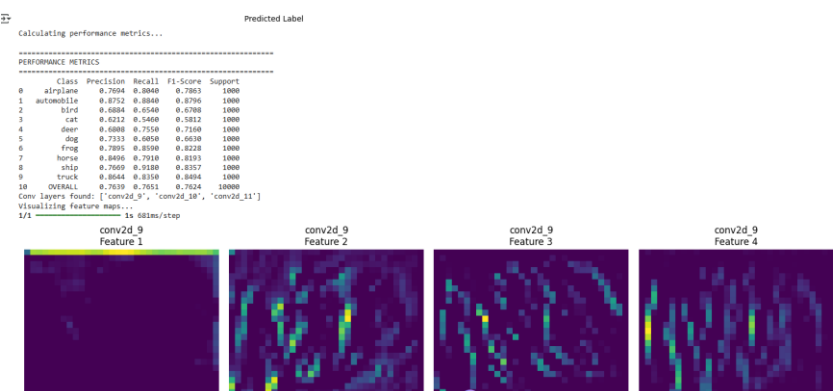 Predicted Label
Calculating performance metrics...
============================================================
PERFORMANCE METRICS
============================================================
Class Precision Recall F1-Score Support
0 airplane 0.7694 0.8040 0.7863 1000
1 automobile 0.8752 0.8840 0.8796 1000
2 bird 0.6884 0.6540 0.6708 1000
3 cat 0.6212 0.5460 0.5812 1000
4 deer 0.6808 0.7550 0.7160 1000
5 dog 0.7333 0.6050 0.6630 1000
6 frog 0.7895 0.8590 0.8228 1000
7 horse 0.8496 0.7910 0.8193 1000
8 ship 0.7669 0.9180 0.8357 1000
9 truck 0.8644 0.8350 0.8494 1000
10 OVERALL 0.7639 0.7651 0.7624 10000
Conv layers found: ['conv2d_9', 'conv2d_10', 'conv2d_11']
Visualizing feature maps...
1/1 ━━━━━━━━━━━━━━━━━━━━ 1s 681ms/step
conv2d_9 conv2d_9 conv2d_9 conv2d_9
Feature 1 Feature 2 Feature 3 Feature 4